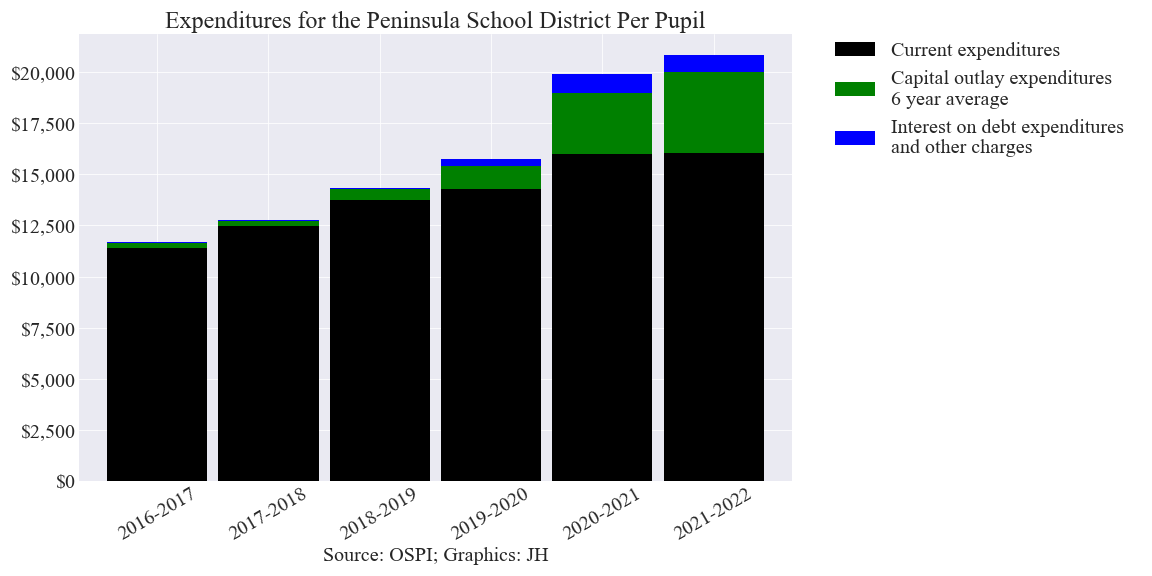 Expenditures for the Peninsula School District Per Pupil
$20,000
$17,500
$15,000
$12,500
$10,000
$7,500
$5,000
$2,500
$0
2016-2017
2017-2018
2018-2019
2019-2020
2020-2021
2021-2022
Source: OSPI; Graphics: JH
Current expenditures
Capital outlay expenditures
6 year average
Interest on debt expenditures
and other charges